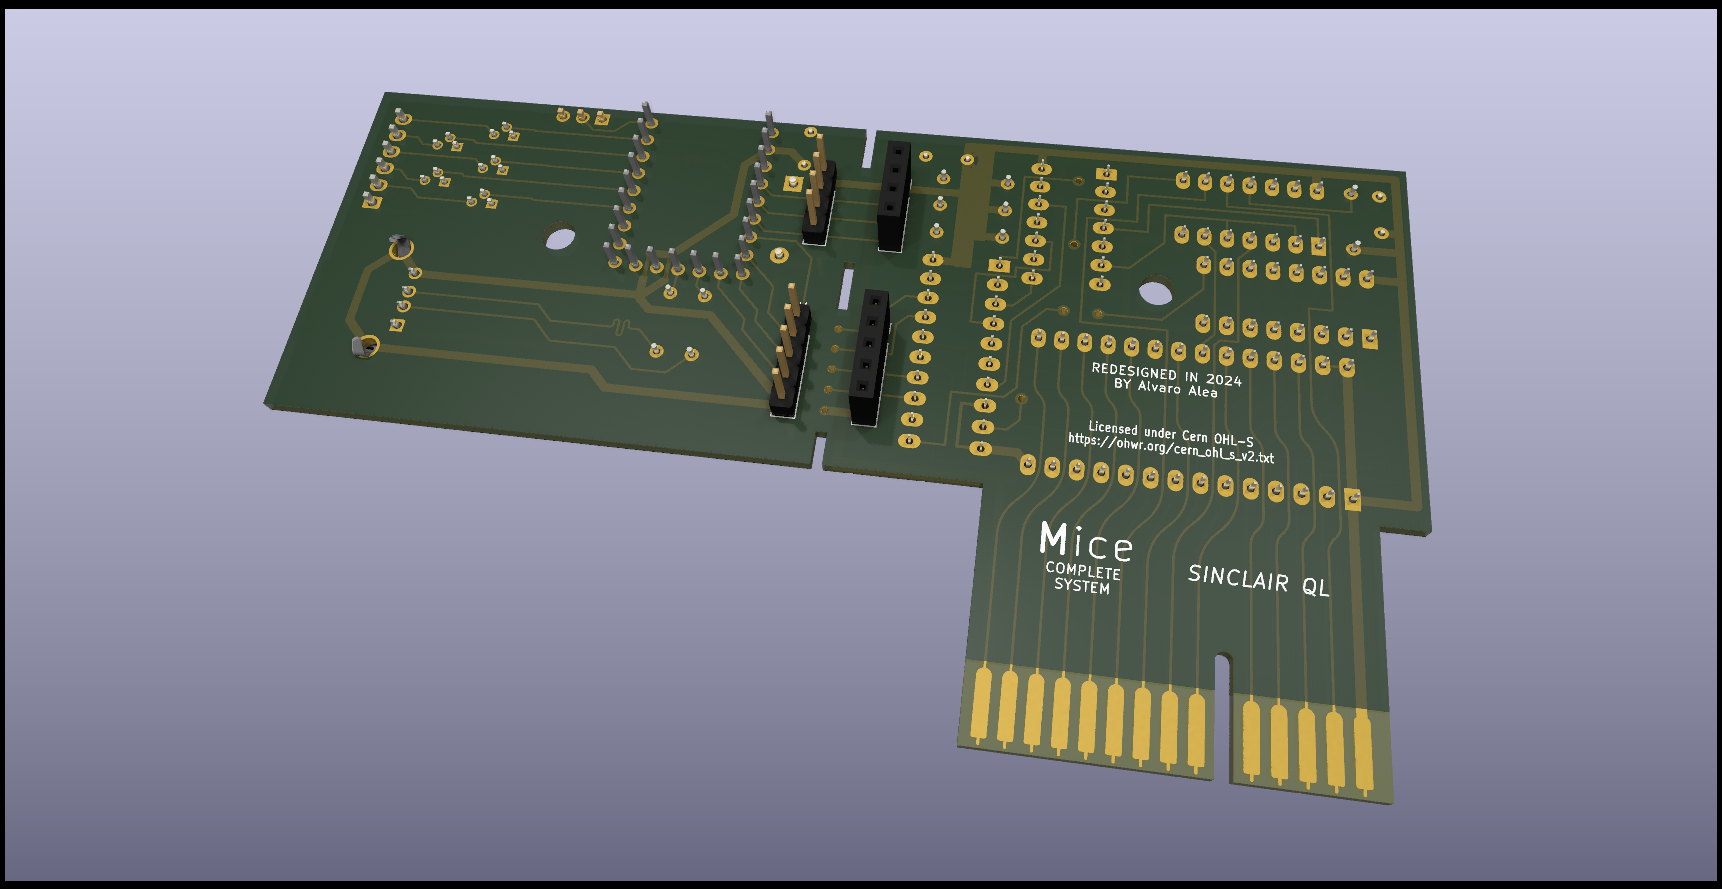 REDESIGNED IN 2024
BY Alvaro Alea
Licensed under Cern OHL-S
https://ohwr.org/cern_ohl_s_v2.txt
Mice
COMPLETE
SYSTEM
SINCLAIR QL